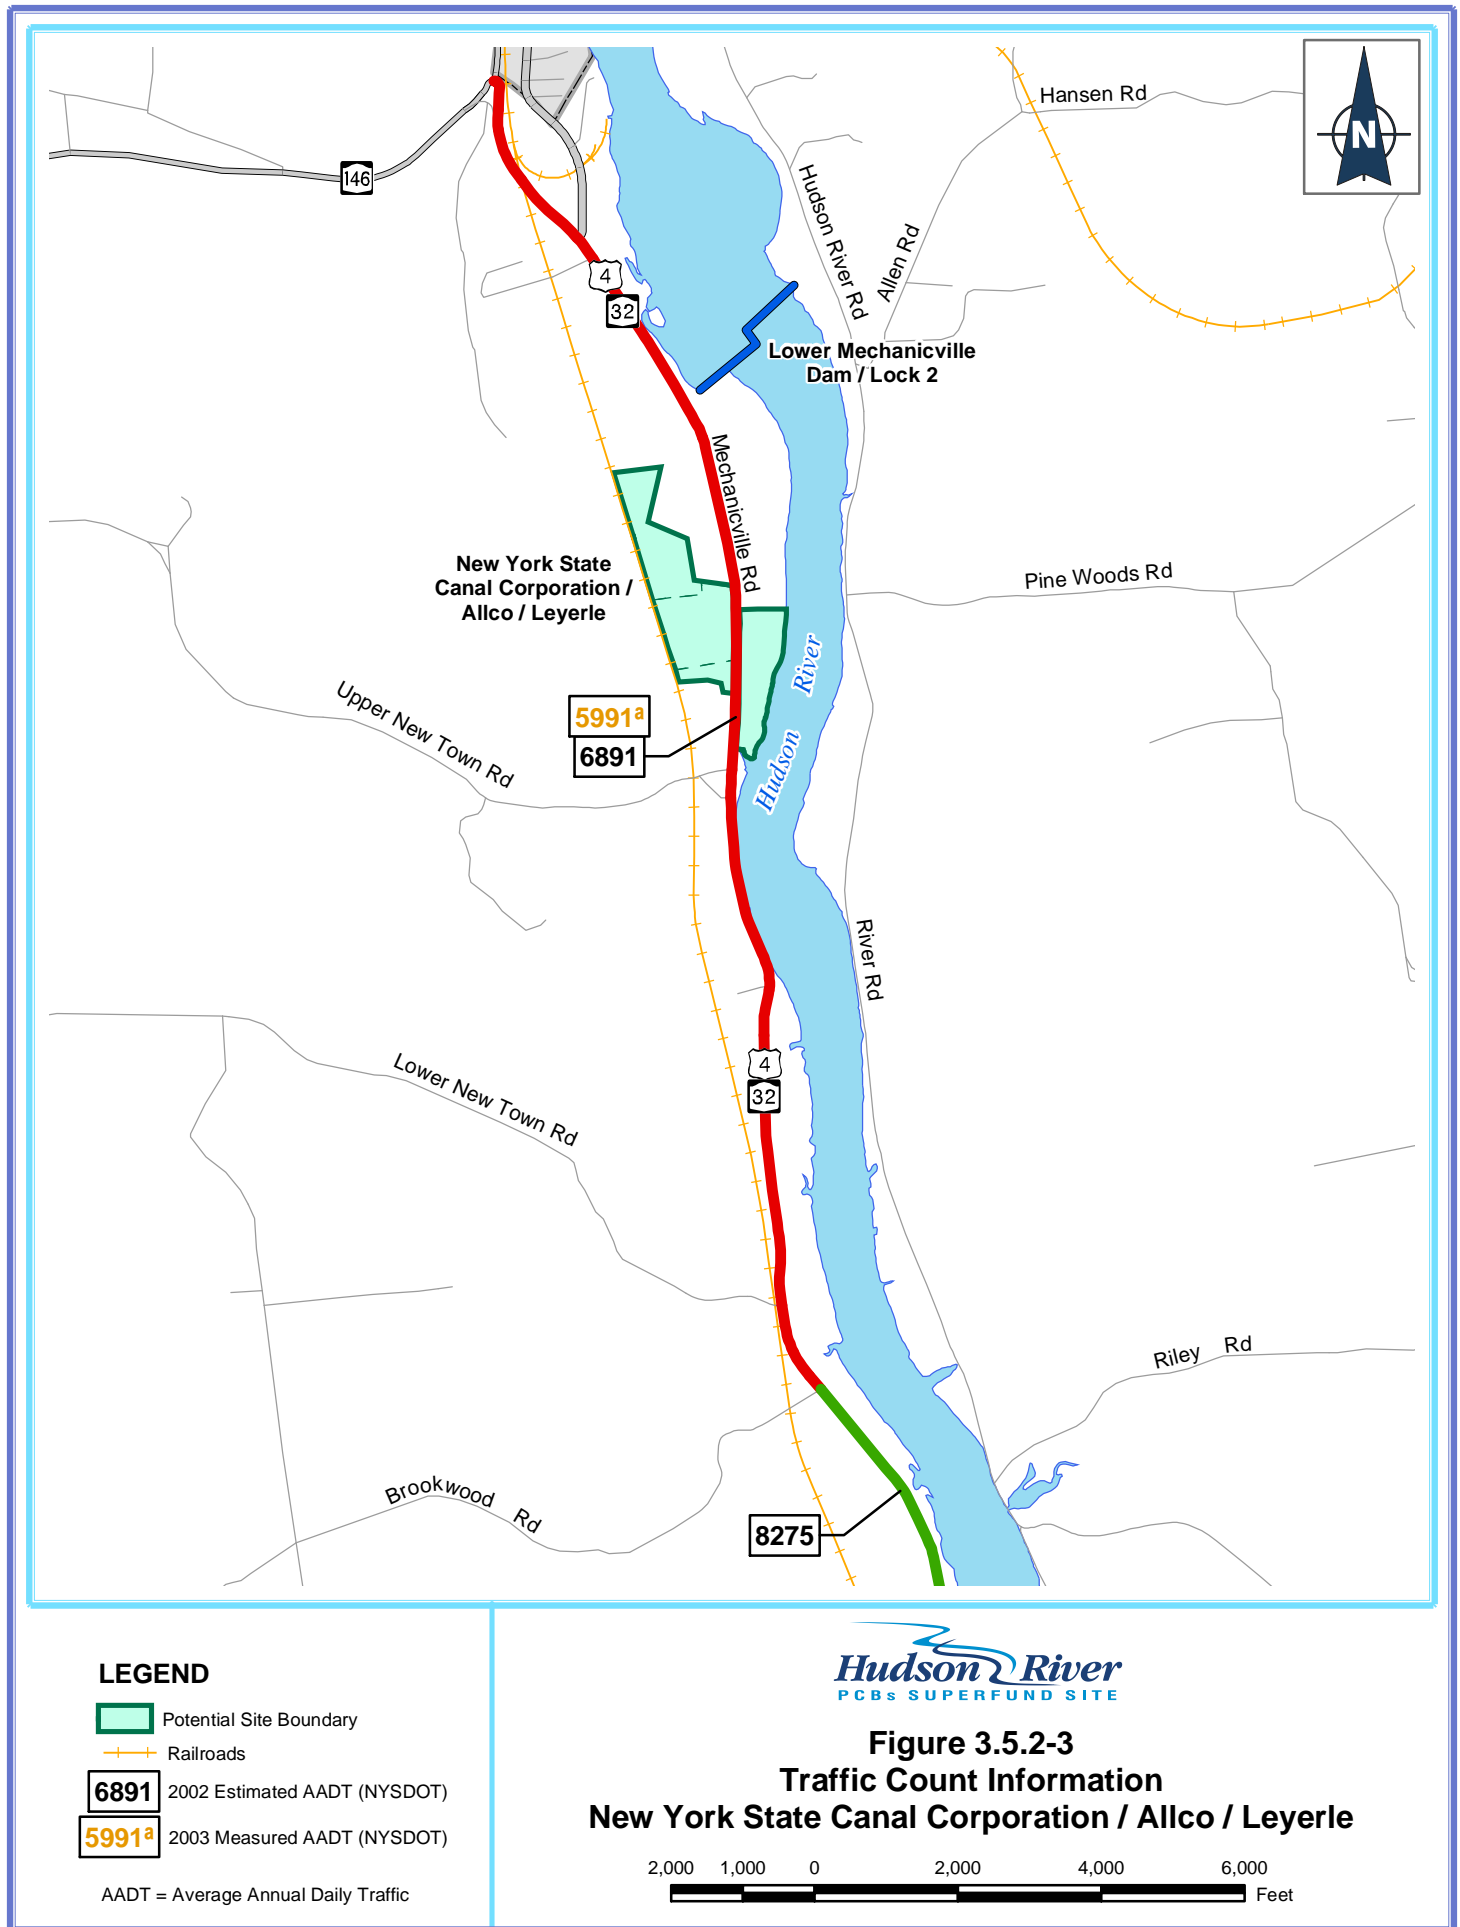 Hansen Rd
N
146
Hudson River Rd
Allen Rd
4
32
Lower Mechanicville
Dam / Lock 2
Mechanicville Rd
New York State
Canal Corporation /
Allco / Leyerle
Pine Woods Rd
Hudson River
5991a
6891
Upper New Town Rd
River Rd
Lower New Town Rd
4
32
Riley Rd
Brookwood Rd
8275
LEGEND
Potential Site Boundary
Railroads
6891 2002 Estimated AADT (NYSDOT)
5991a 2003 Measured AADT (NYSDOT)
AADT = Average Annual Daily Traffic
Hudson River
PCBs SUPERFUND SITE
Figure 3.5.2-3
Traffic Count Information
New York State Canal Corporation / Allco / Leyerle
2,000 1,000 0 2,000 4,000 6,000
Feet